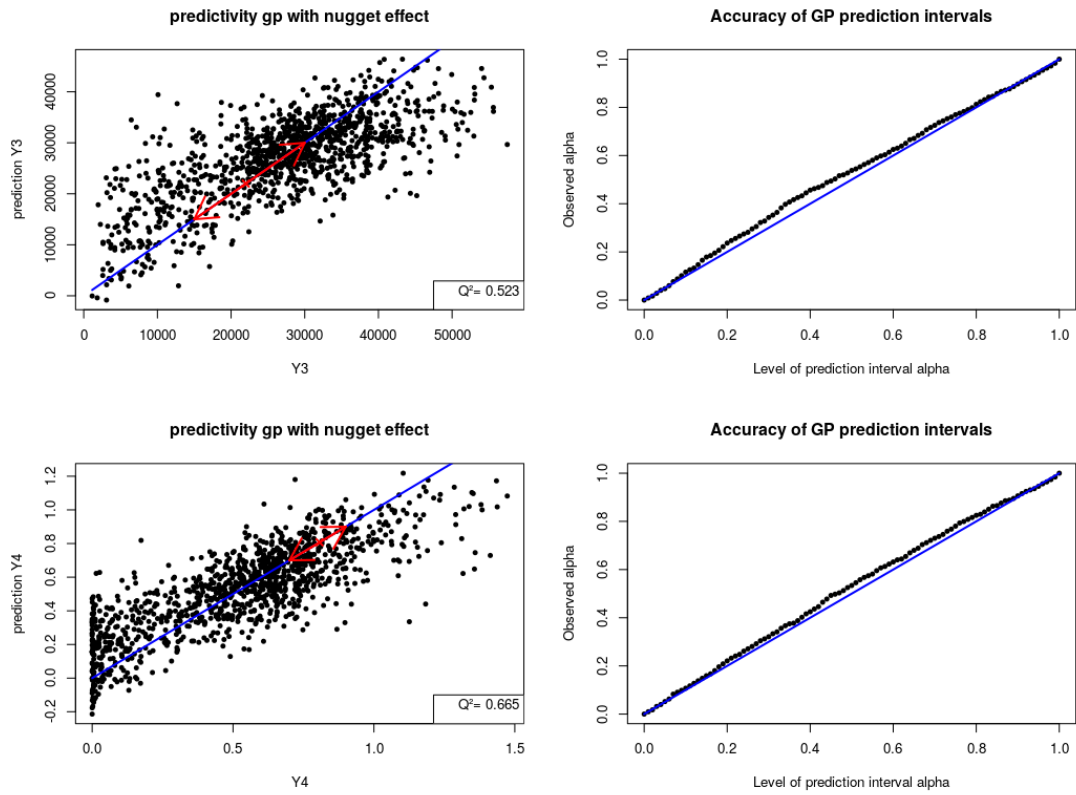 predictivity gp with nugget effect
prediction Y3
40000
30000
20000
10000
0
Q²= 0.523
0 10000 20000 30000 40000 50000
Y3
Accuracy of GP prediction intervals
Observed alpha
1.0
0.8
0.6
0.4
0.2
0.0
0.0 0.2 0.4 0.6 0.8 1.0
Level of prediction interval alpha
predictivity gp with nugget effect
prediction Y4
1.2
1.0
0.8
0.6
0.4
0.2
0.0
-0.2
Q²= 0.665
0.0 0.5 1.0 1.5
Y4
Accuracy of GP prediction intervals
Observed alpha
1.0
0.8
0.6
0.4
0.2
0.0
0.0 0.2 0.4 0.6 0.8 1.0
Level of prediction interval alpha